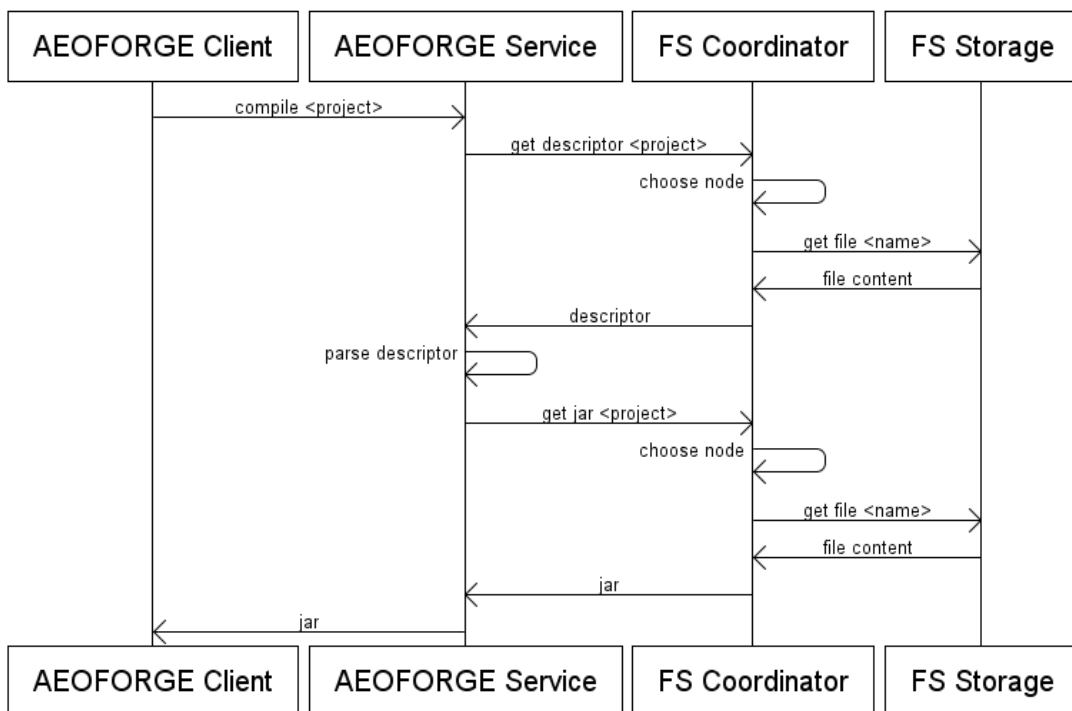 AEOFORGE Client
AEOFORGE Service
FS Coordinator
FS Storage
compile <project>
get descriptor <project>
choose node
get file <name>
file content
descriptor
parse descriptor
get jar <project>
choose node
get file <name>
file content
jar
jar
AEOFORGE Client
AEOFORGE Service
FS Coordinator
FS Storage